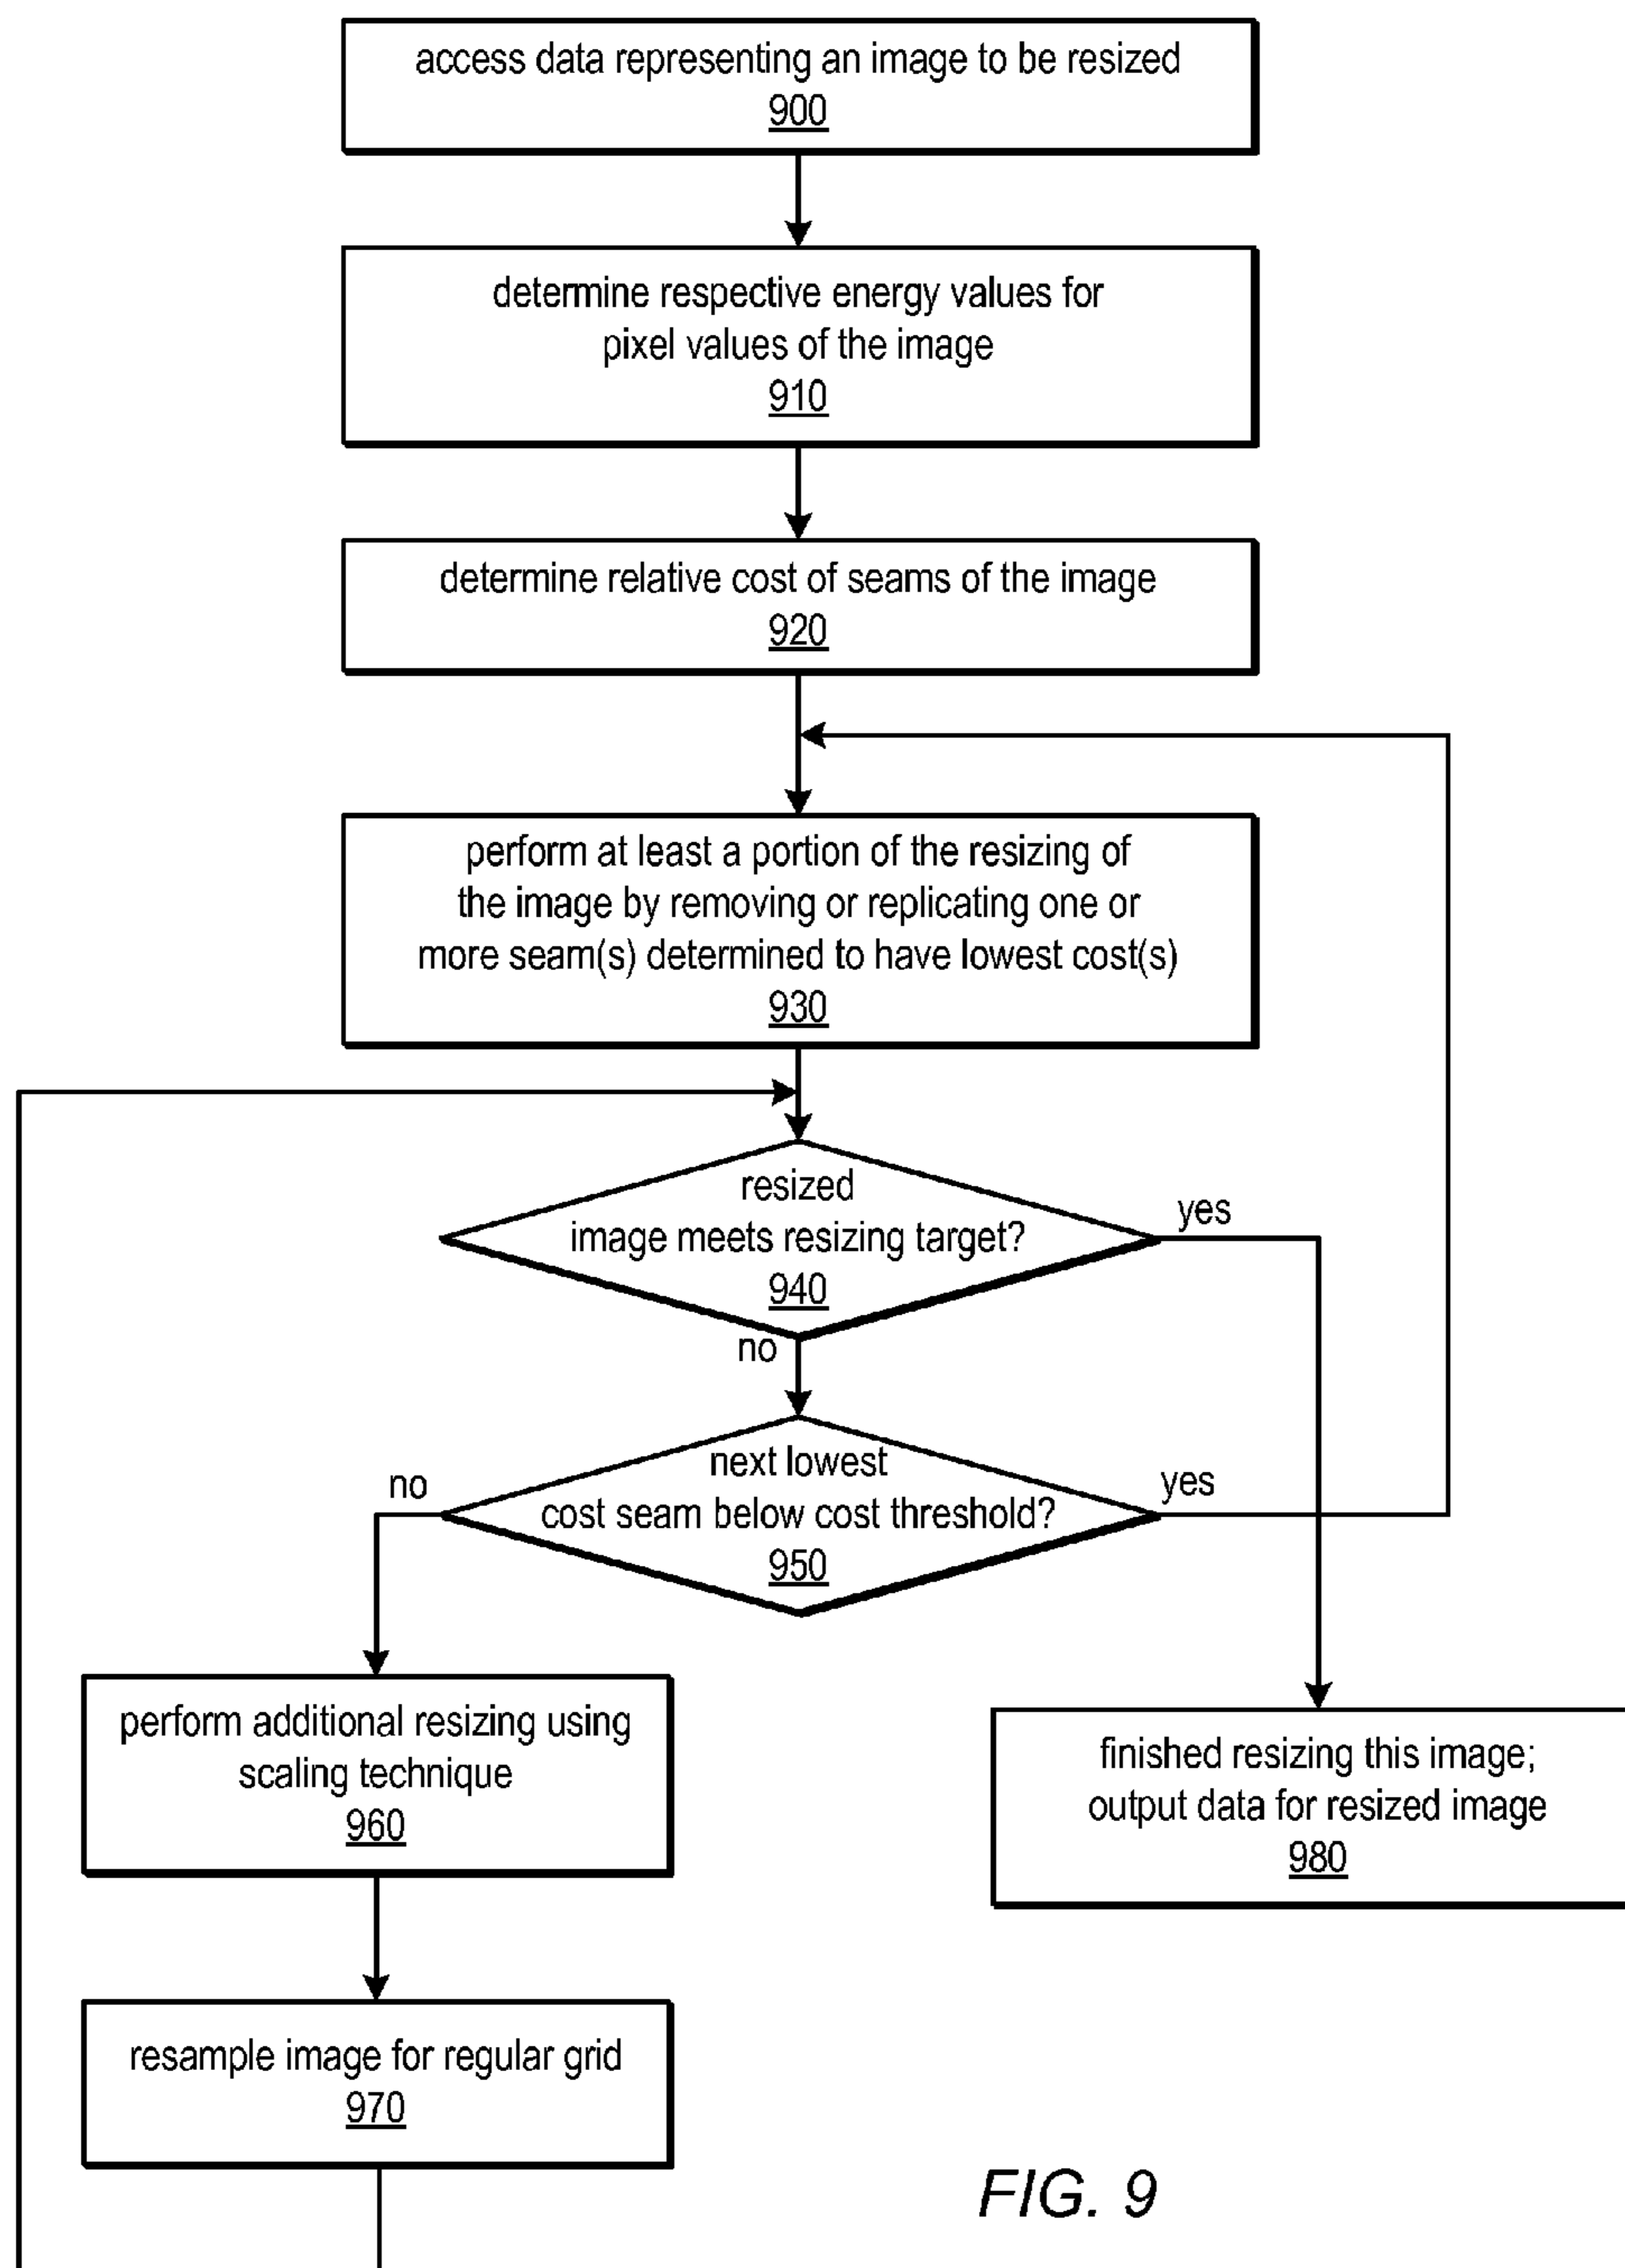 access data representing an image to be resized
900
determine respective energy values for
pixel values of the image
910
determine relative cost of seams of the image
920
perform at least a portion of the resizing of
the image by removing or replicating one or
more seam(s) determined to have lowest cost(s)
930
resized
image meets resizing target?
940
yes
no
next lowest
cost seam below cost threshold?
950
no
yes
perform additional resizing using
scaling technique
960
finished resizing this image;
output data for resized image
980
resample image for regular grid
970
FIG. 9